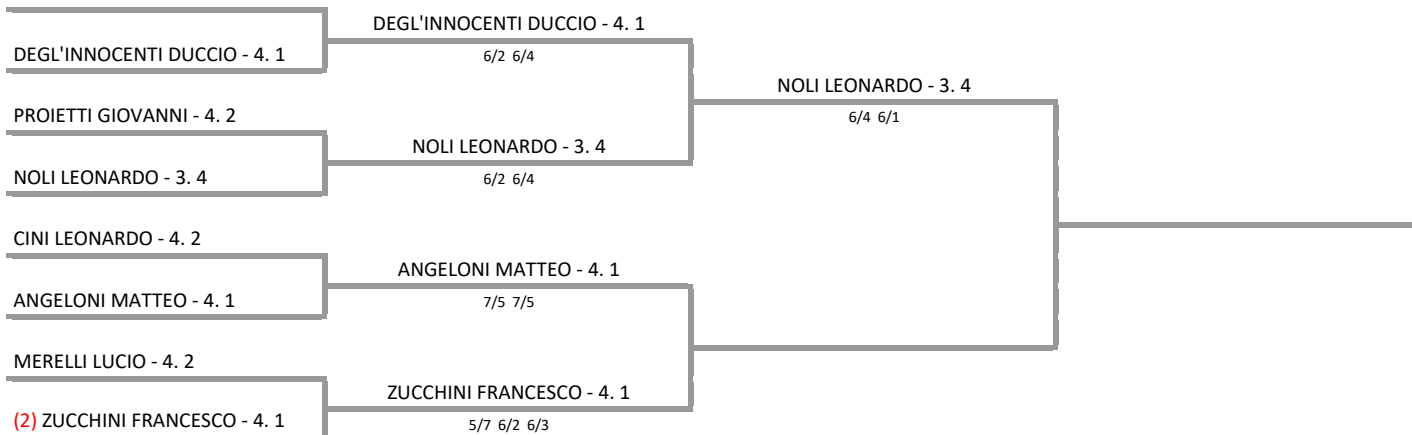 DEGL'INNOCENTI DUCCIO - 4. 1
PROIETTI GIOVANNI - 4. 2
NOLI LEONARDO - 3. 4
CINI LEONARDO - 4. 2
ANGELONI MATTEO - 4. 1
MERELLI LUCIO - 4. 2
(2) ZUCCHINI FRANCESCO - 4. 1
DEGL'INNOCENTI DUCCIO - 4. 1
6/2 6/4
NOLI LEONARDO - 3. 4
6/2 6/4
ANGELONI MATTEO - 4. 1
7/5 7/5
ZUCCHINI FRANCESCO - 4. 1
5/7 6/2 6/3
NOLI LEONARDO - 3. 4
6/4 6/1